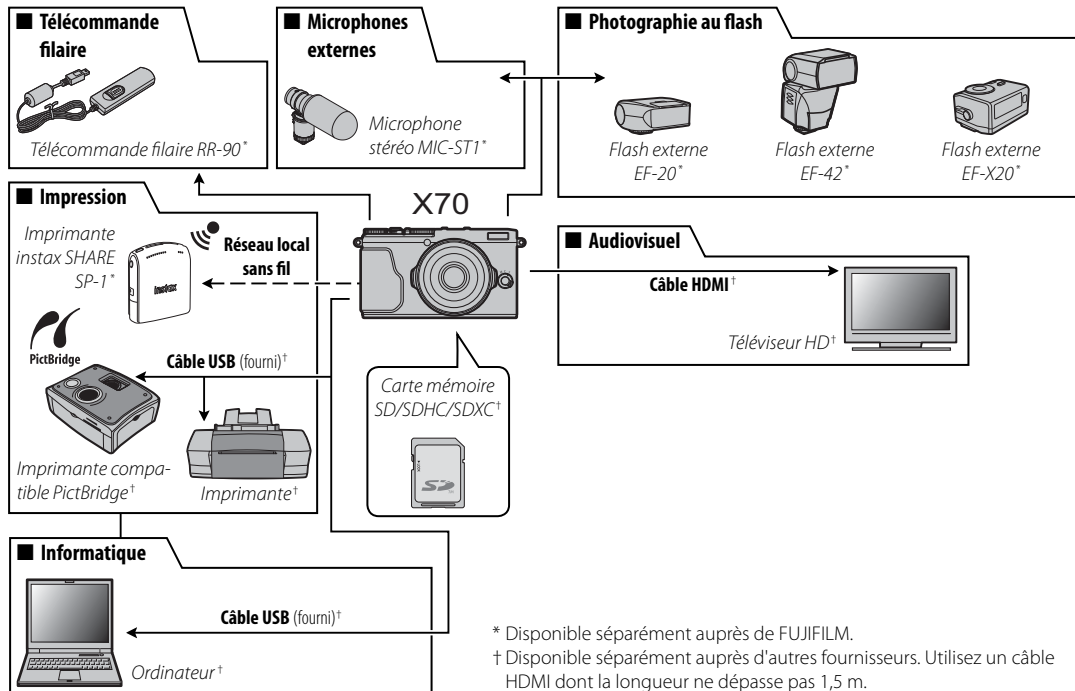 ■ Télécommande
filaire
Télécommande filaire RR-90*
■ Microphones
externes
Microphone
stéréo MIC-ST1*
■ Photographie au flash
Flash externe
EF-20*
Flash externe
EF-42*
Flash externe
EF-X20*
■ Impression
Imprimante
instax SHARE
SP-1*
instax
Réseau local
sans fil
PictBridge
Câble USB (fourni)†
Imprimante compa-
tible PictBridge†
Imprimante†
X70
Carte mémoire
SD/SDHC/SDXC†
SD
■ Audiovisuel
Câble HDMI†
Téléviseur HD†
■ Informatique
Câble USB (fourni)†
Ordinateur†
* Disponible séparément auprès de FUJIFILM.
† Disponible séparément auprès d'autres fournisseurs. Utilisez un câble
HDMI dont la longueur ne dépasse pas 1,5 m.